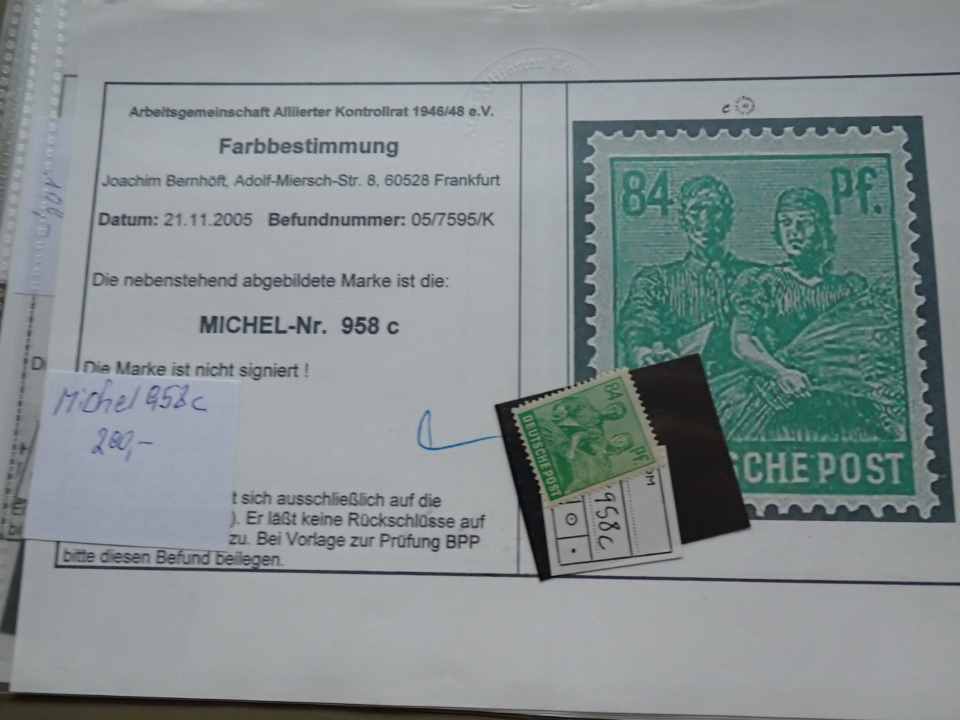 Arbeitsgemeinschaft Alliierter Kontrollrat 1946/48 e.V.
Farbbestimmung
Joachim Bernhöft, Adolf-Miersch-Str. 8, 60528 Frankfurt
Datum: 21.11.2005 Befundnummer: 05/7595/K
Die nebenstehend abgebildete Marke ist die:
MICHEL-Nr. 958 c
Die Marke ist nicht signiert !
Michel 958c
200,-
t sich ausschließlich auf die
). Er läßt keine Rückschlüsse auf
zu. Bei Vorlage zur Prüfung BPP
bitte diesen Befund beilegen.
c
84 Pf.
SCHE POST
84 Pf.
DEUTSCHE POST
958c